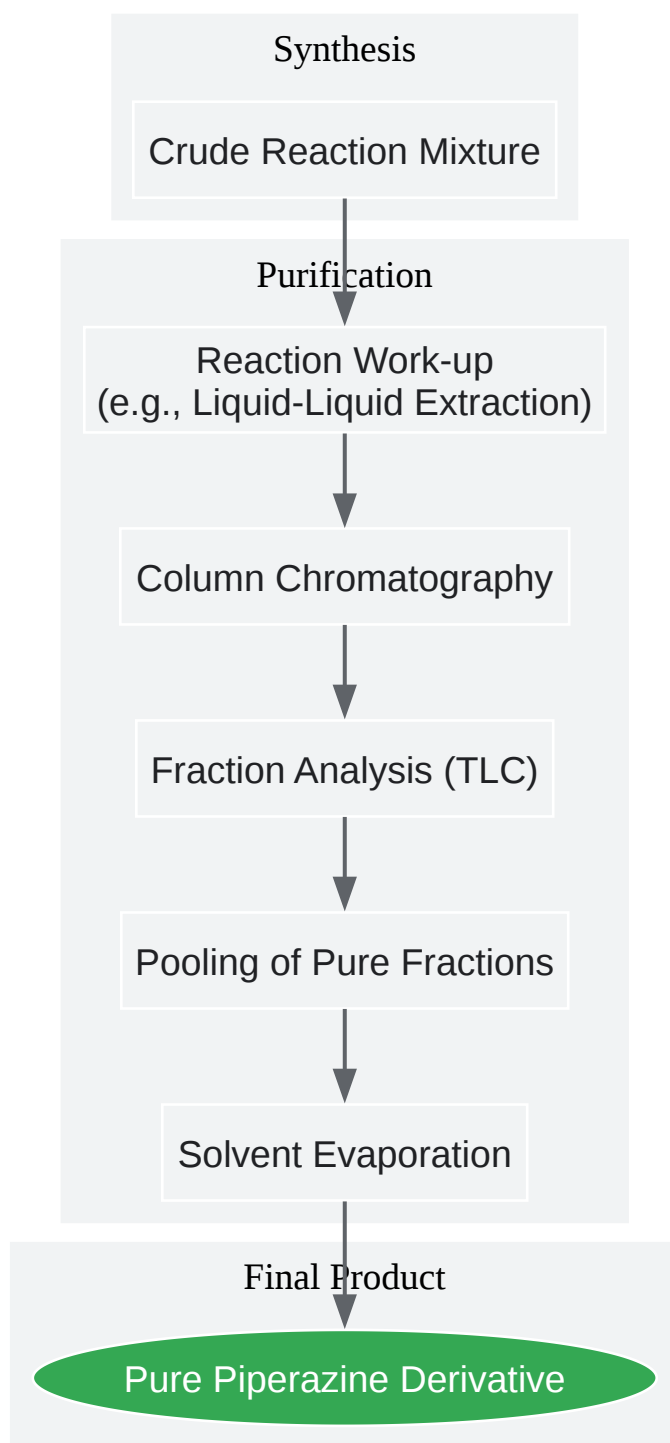 Synthesis
Crude Reaction Mixture
Purification
Reaction Work-up
(e.g., Liquid-Liquid Extraction)
Column Chromatography
Fraction Analysis (TLC)
Pooling of Pure Fractions
Solvent Evaporation
Final Product
Pure Piperazine Derivative